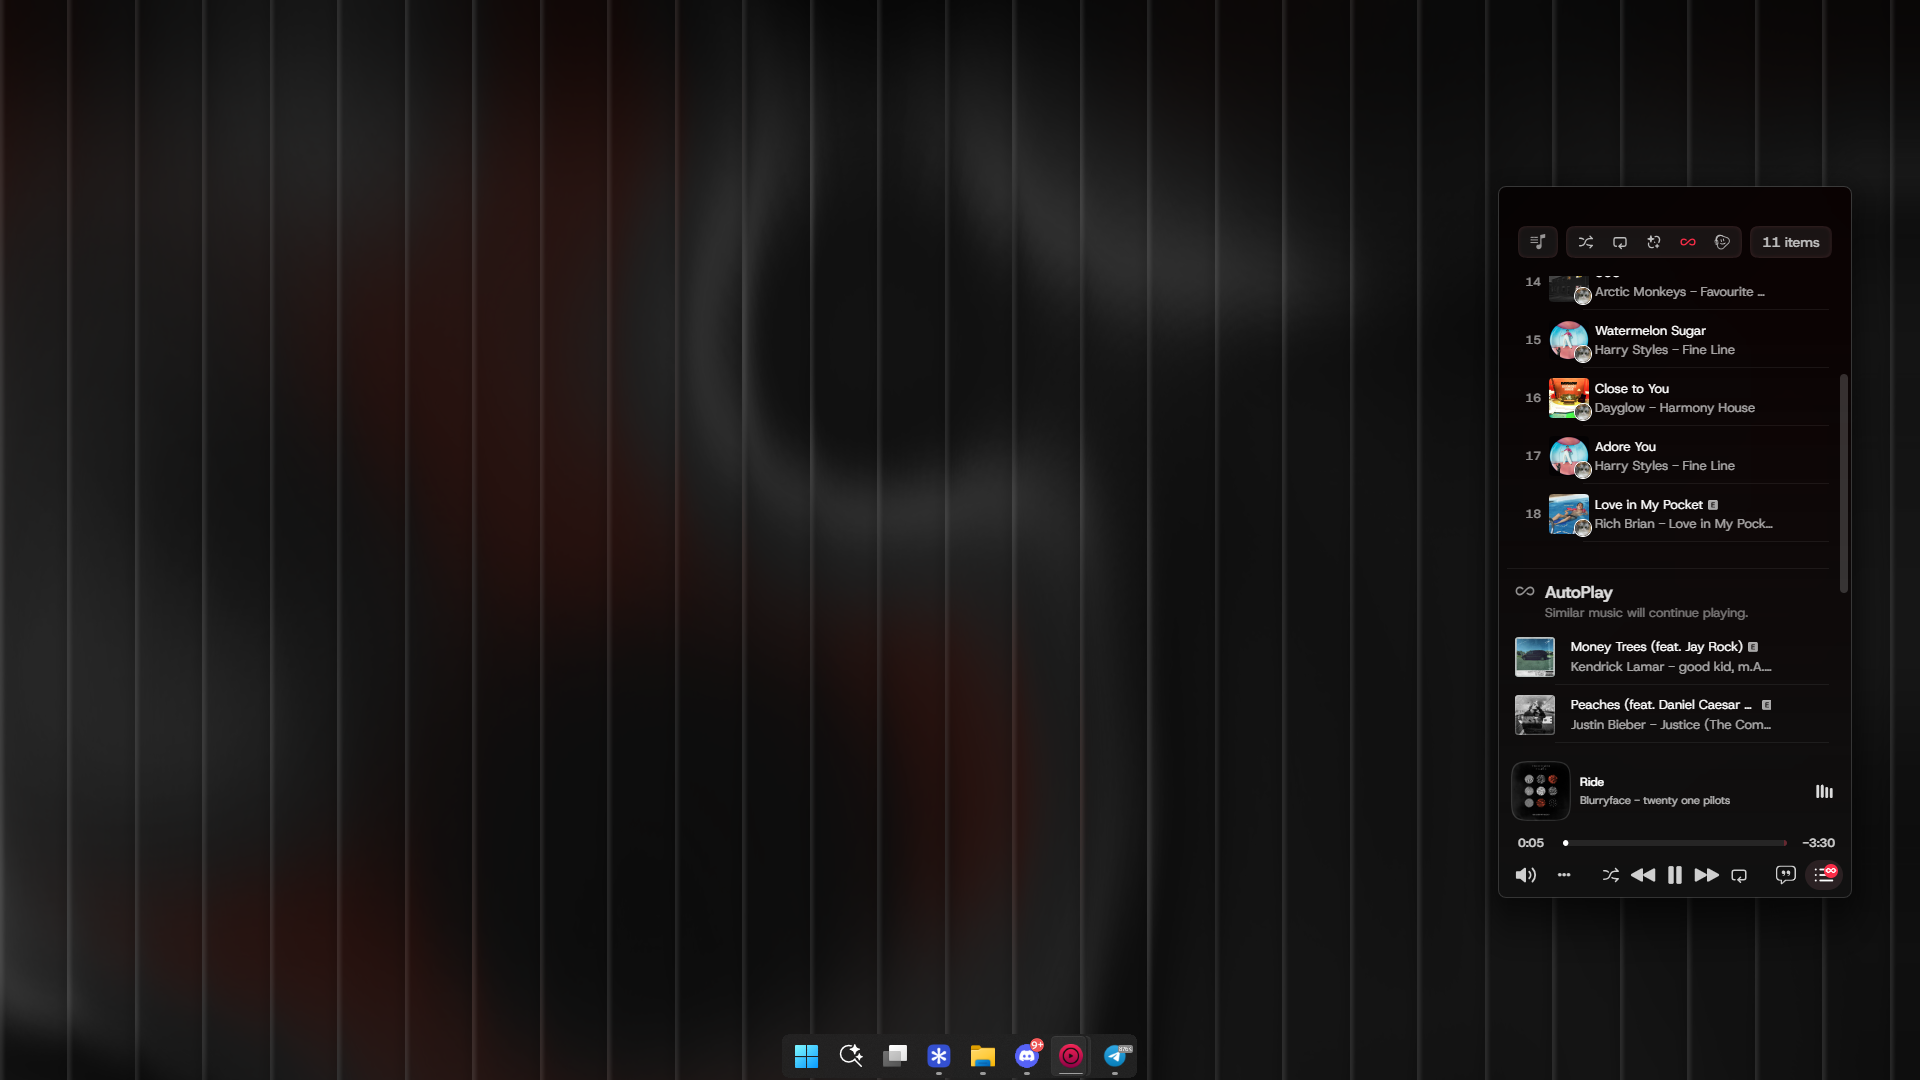 11 items
14
Arctic Monkeys – Favourite ...
15
Watermelon Sugar
Harry Styles – Fine Line
16
Close to You
Dayglow – Harmony House
17
Adore You
Harry Styles – Fine Line
18
Love in My Pocket E
Rich Brian – Love in My Pock...
AutoPlay
Similar music will continue playing.
Money Trees (feat. Jay Rock) E
Kendrick Lamar – good kid, m.A....
Peaches (feat. Daniel Caesar ... E
Justin Bieber – Justice (The Com...
Ride
Blurryface – twenty one pilots
0:05
-3:30
9+